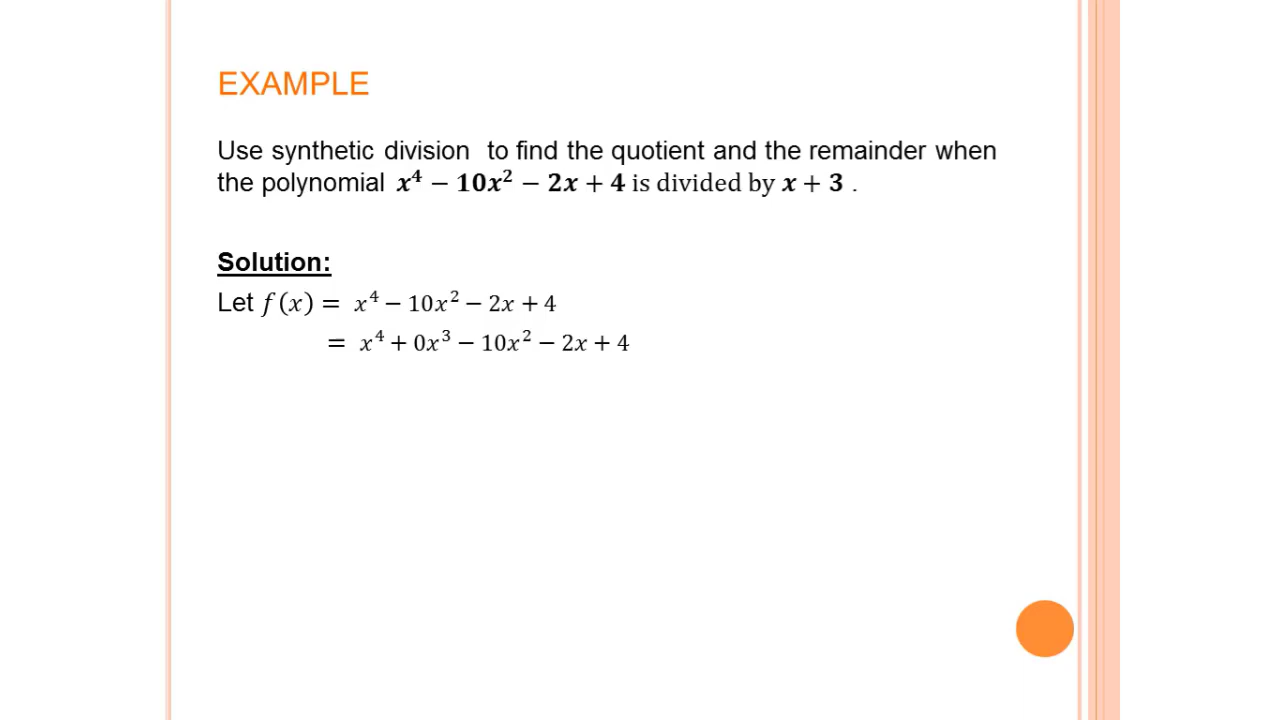 EXAMPLE
Use synthetic division to find the quotient and the remainder when
the polynomial x⁴ − 10x² − 2x + 4 is divided by x + 3 .
Solution:
Let f(x) = x⁴ − 10x² − 2x + 4
= x⁴ + 0x³ − 10x² − 2x + 4